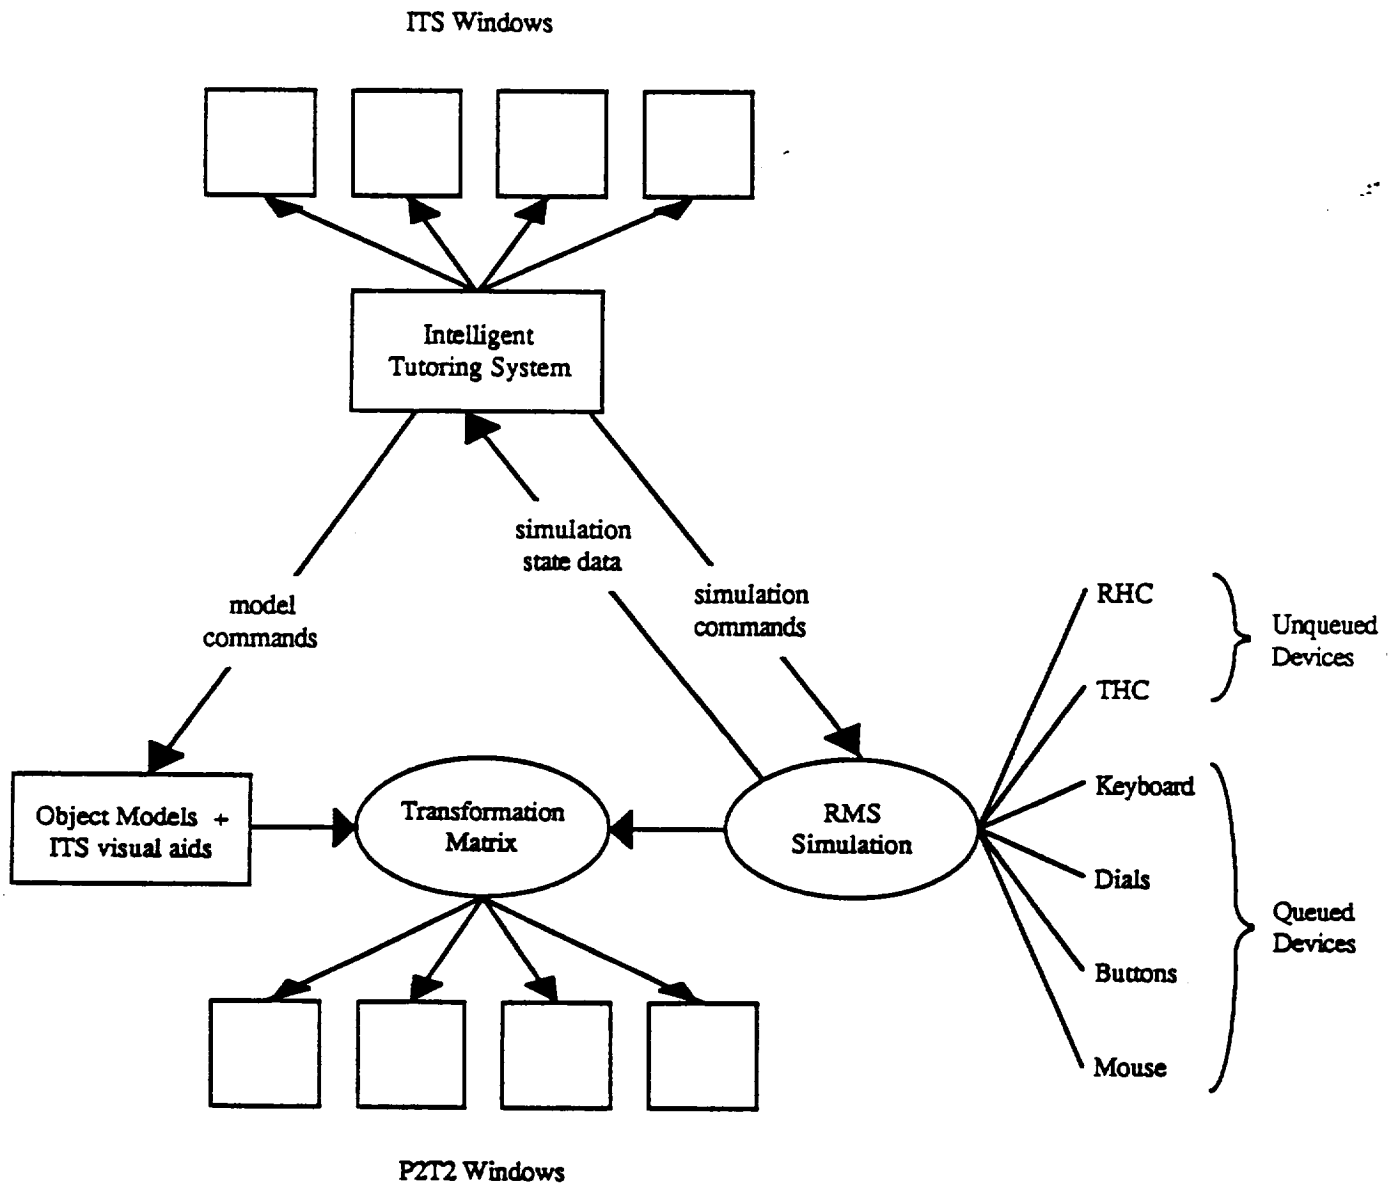 ITS Windows
Intelligent
Tutoring System
simulation
state data
simulation
commands
model
commands
RHC
THC
Unqueued
Devices
Object Models +
ITS visual aids
Transformation
Matrix
RMS
Simulation
Keyboard
Dials
Buttons
Mouse
Queued
Devices
P2T2 Windows